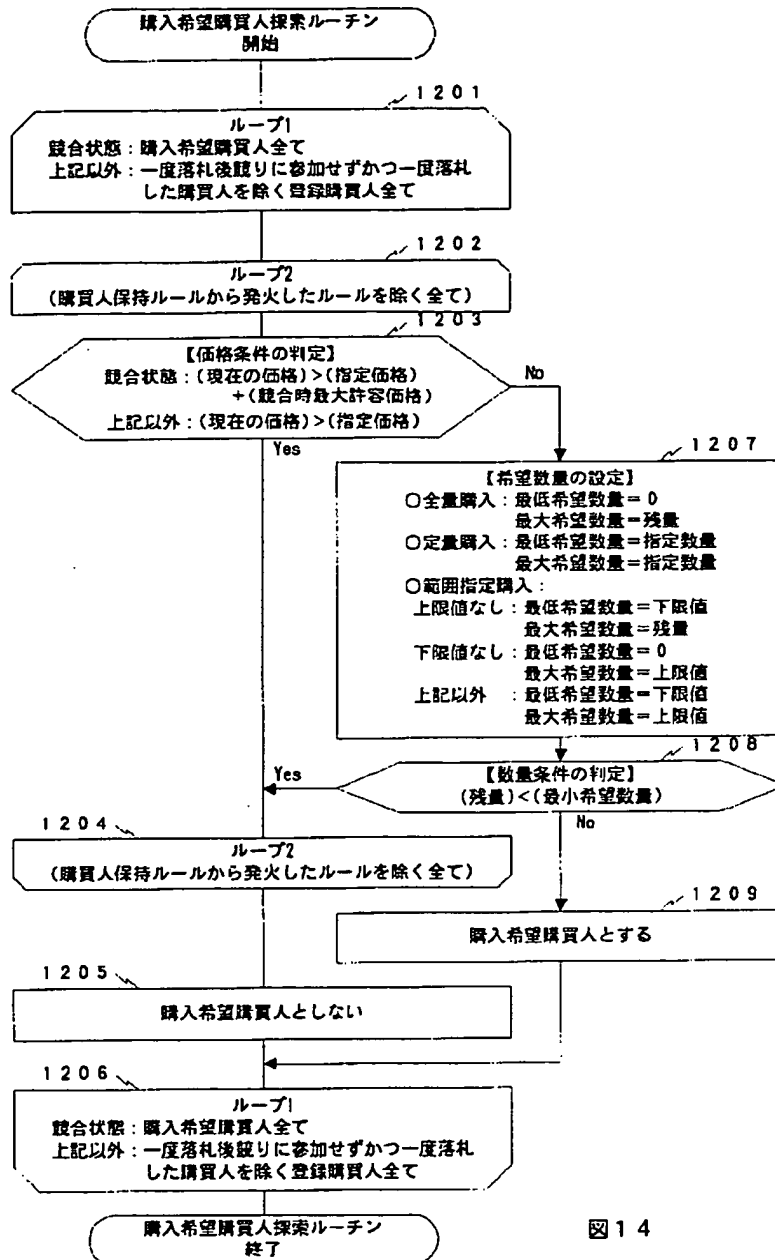 購入希望購買人探索ルーチン
開始
1201
ループ1
競合状態：購入希望購買人全て
上記以外：一度落札後競りに参加せずかつ一度落札
した購買人を除く登録購買人全て
1202
ループ2
(購買人保持ルールから発火したルールを除く全て)
1203
【価格条件の判定】
競合状態：(現在の価格)>(指定価格)
+(競合時最大許容価格)
上記以外：(現在の価格)>(指定価格)
No
Yes
1207
【希望数量の設定】
○全量購入：最低希望数量＝0
最大希望数量＝残量
○定量購入：最低希望数量＝指定数量
最大希望数量＝指定数量
○範囲指定購入：
上限値なし：最低希望数量＝下限値
最大希望数量＝残量
下限値なし：最低希望数量＝0
最大希望数量＝上限値
上記以外　：最低希望数量＝下限値
最大希望数量＝上限値
1208
【数量条件の判定】
(残量)<(最小希望数量)
Yes
No
1204
ループ2
(購買人保持ルールから発火したルールを除く全て)
1209
購入希望購買人とする
1205
購入希望購買人としない
1206
ループ1
競合状態：購入希望購買人全て
上記以外：一度落札後競りに参加せずかつ一度落札
した購買人を除く登録購買人全て
購入希望購買人探索ルーチン
終了
図14